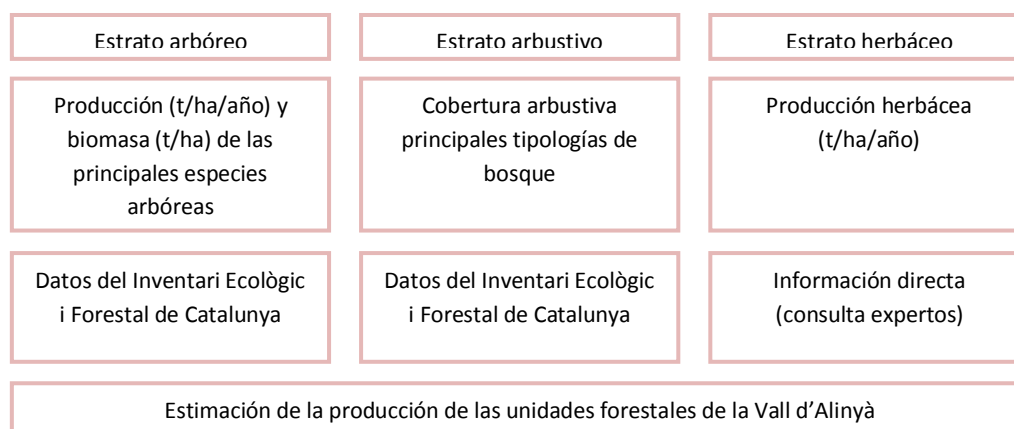 Estrato arbóreo
Estrato arbustivo
Estrato herbáceo
Producción (t/ha/año) y
biomasa (t/ha) de las
principales especies
arbóreas
Cobertura arbustiva
principales tipologías de
bosque
Producción herbácea
(t/ha/año)
Datos del Inventari Ecològic
i Forestal de Catalunya
Datos del Inventari Ecològic
i Forestal de Catalunya
Información directa
(consulta expertos)
Estimación de la producción de las unidades forestales de la Vall d’Alinyà